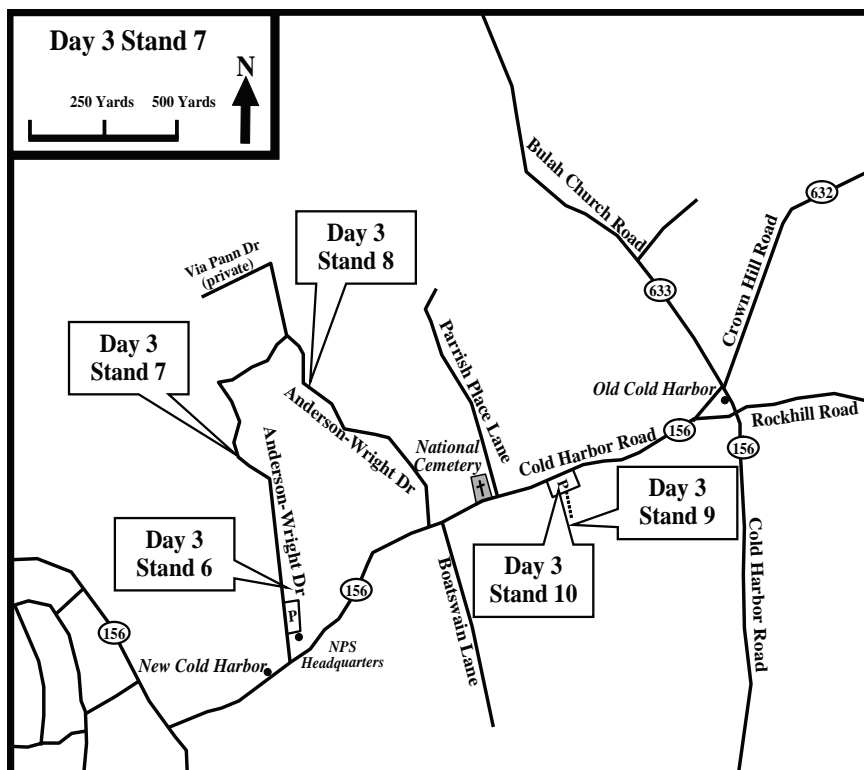 Day 3 Stand 7
N
250 Yards
500 Yards
632
Bulah Church Road
Crown Hill Road
Via Pann Dr
(private)
Day 3
Stand 8
633
Day 3
Stand 7
Parrish Place Lane
Old Cold Harbor
Anderson-Wright Dr
Rockhill Road
156
Cold Harbor Road
National
Cemetery
156
P
Day 3
Stand 9
Anderson-Wright Dr
Day 3
Stand 6
Day 3
Stand 10
Cold Harbor Road
Boatswain Lane
156
P
156
NPS
Headquarters
New Cold Harbor